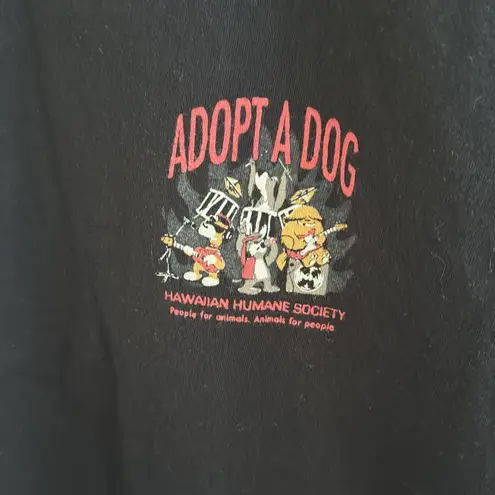 ADOPT A DOG
HAWAIIAN HUMANE SOCIETY
People for animals. Animals for people